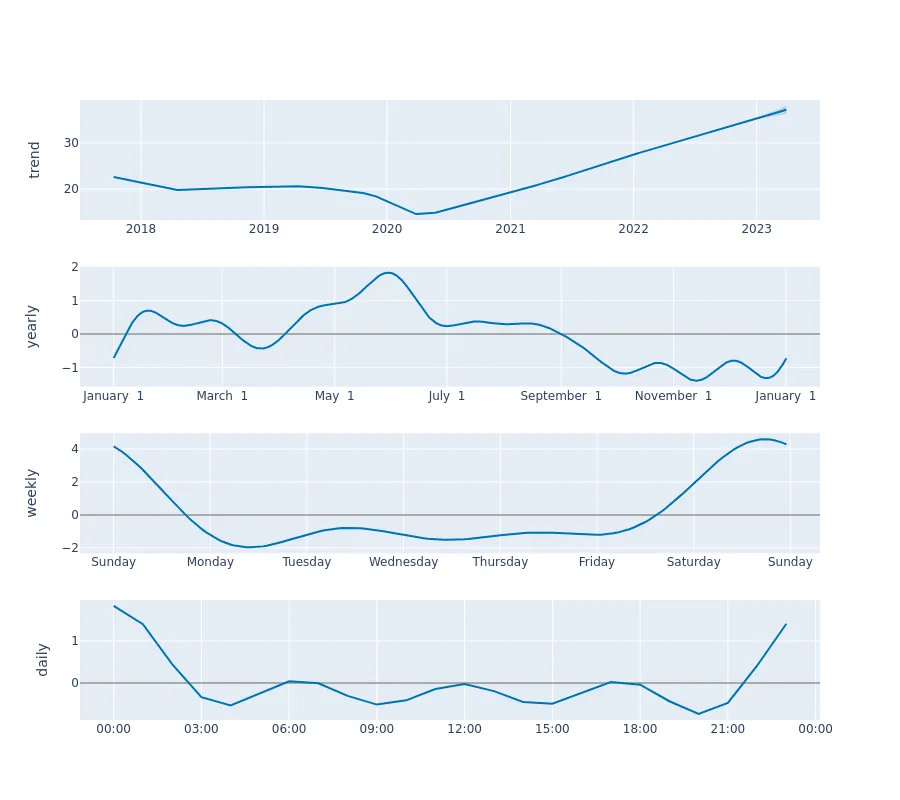 trend
30
20
2018 2019 2020 2021 2022 2023
yearly
2
1
0
−1
January 1 March 1 May 1 July 1 September 1 November 1 January 1
weekly
4
2
0
−2
Sunday Monday Tuesday Wednesday Thursday Friday Saturday Sunday
daily
1
0
00:00 03:00 06:00 09:00 12:00 15:00 18:00 21:00 00:00